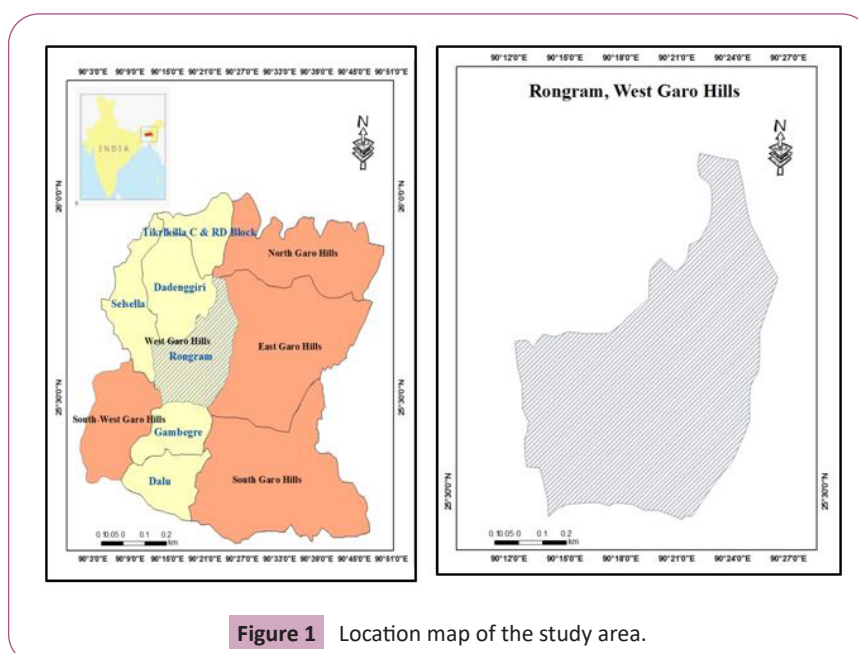 90°3'0"E 90°9'0"E 90°15'0"E 90°21'0"E 90°27'0"E 90°33'0"E 90°39'0"E 90°45'0"E 90°51'0"E
INDIA
N
26°0'0"N
26°0'0"N
Tikrikilla C & RD Block
North Garo Hills
Dadenggiri
Selsella
West Garo Hills
Rongram
East Garo Hills
25°30'0"N
25°30'0"N
South-West Garo Hills
Gambegre
Dalu
South Garo Hills
0.10.05 0 0.1 0.2
km
90°3'0"E 90°9'0"E 90°15'0"E 90°21'0"E 90°27'0"E 90°33'0"E 90°39'0"E 90°45'0"E 90°51'0"E
90°12'0"E 90°15'0"E 90°18'0"E 90°21'0"E 90°24'0"E 90°27'0"E
Rongram, West Garo Hills
N
25°30'0"N
25°30'0"N
0.10.05 0 0.1 0.2
km
90°12'0"E 90°15'0"E 90°18'0"E 90°21'0"E 90°24'0"E 90°27'0"E
Figure 1 Location map of the study area.